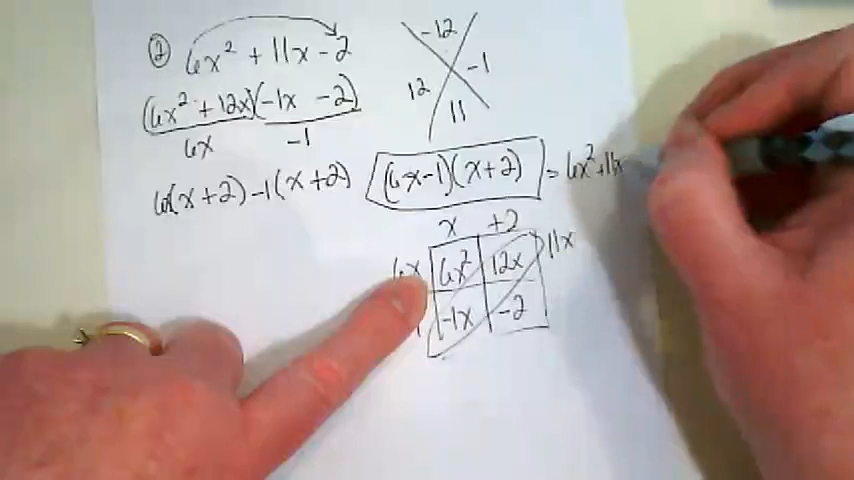 ② 6x² + 11x - 2
-12
12 -1
11
(6x² + 12x)(-1x - 2)
6x -1
6x(x+2) -1(x+2)
(6x-1)(x+2) = 6x² + 11x
x +2
6x 6x² 12x 11x
-1x -2